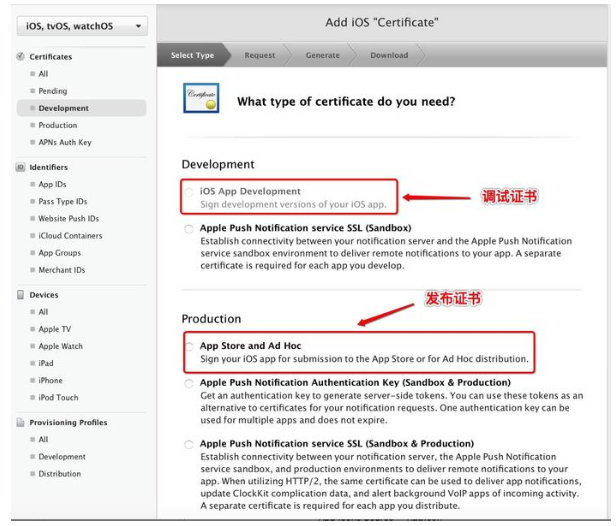 iOS, tvOS, watchOS
Certificates
All
Pending
Development
Production
APNs Auth Key
Identifiers
App IDs
Pass Type IDs
Website Push IDs
iCloud Containers
App Groups
Merchant IDs
Devices
All
Apple TV
Apple Watch
iPad
iPhone
iPod Touch
Provisioning Profiles
All
Development
Distribution
Add iOS "Certificate"
Select Type
Request
Generate
Download
Certificate
What type of certificate do you need?
Development
iOS App Development
Sign development versions of your iOS app.
调试证书
Apple Push Notification service SSL (Sandbox)
Establish connectivity between your notification server and the Apple Push Notification
service sandbox environment to deliver remote notifications to your app. A separate
certificate is required for each app you develop.
发布证书
Production
App Store and Ad Hoc
Sign your iOS app for submission to the App Store or for Ad Hoc distribution.
Apple Push Notification Authentication Key (Sandbox & Production)
Get an authentication key to generate server-side tokens. You can use these tokens as an
alternative to certificates for your notification requests. One authentication key can be
used for multiple apps and does not expire.
Apple Push Notification service SSL (Sandbox & Production)
Establish connectivity between your notification server, the Apple Push Notification
service sandbox, and production environments to deliver remote notifications to your
app. When utilizing HTTP/2, the same certificate can be used to deliver app notifications,
update ClockKit complication data, and alert background VoIP apps of incoming activity.
A separate certificate is required for each app you distribute.